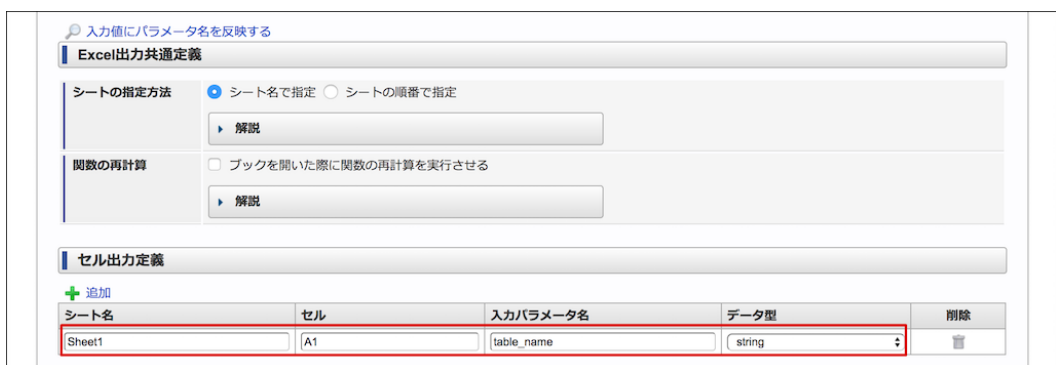 入力値にパラメータ名を反映する
Excel出力共通定義
シートの指定方法 シート名で指定 シートの順番で指定
解説
関数の再計算 ブックを開いた際に関数の再計算を実行させる
解説
セル出力定義
追加
シート名 セル 入力パラメータ名 データ型 削除
Sheet1 A1 table_name string